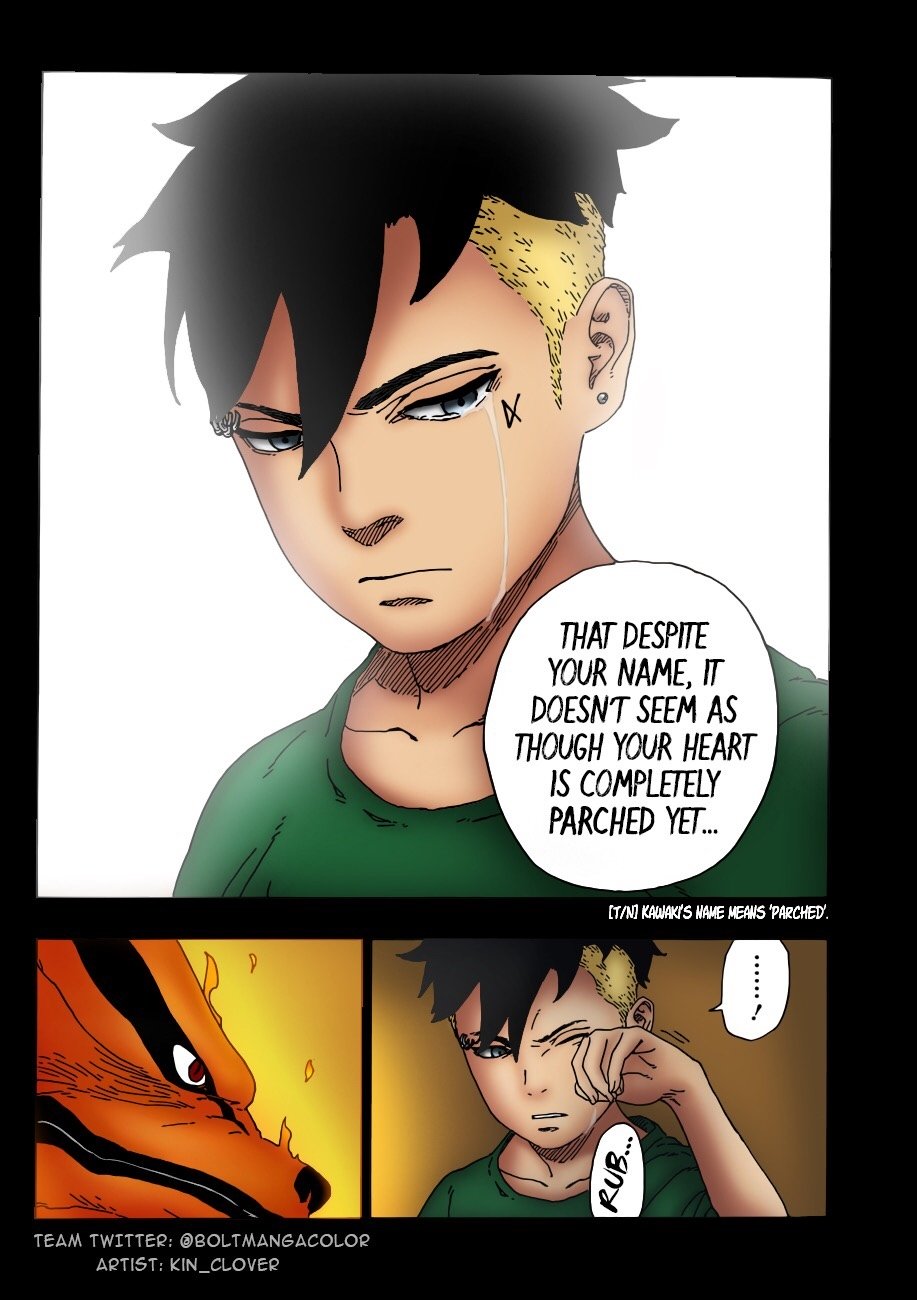 THAT DESPITE
YOUR NAME, IT
DOESN'T SEEM AS
THOUGH YOUR HEART
IS COMPLETELY
PARCHED YET...
[T/N] KAWAKI'S NAME MEANS 'PARCHED'.
........!
RUB...
TEAM TWITTER: @BOLTMANGACOLOR
ARTIST: KIN_CLOVER